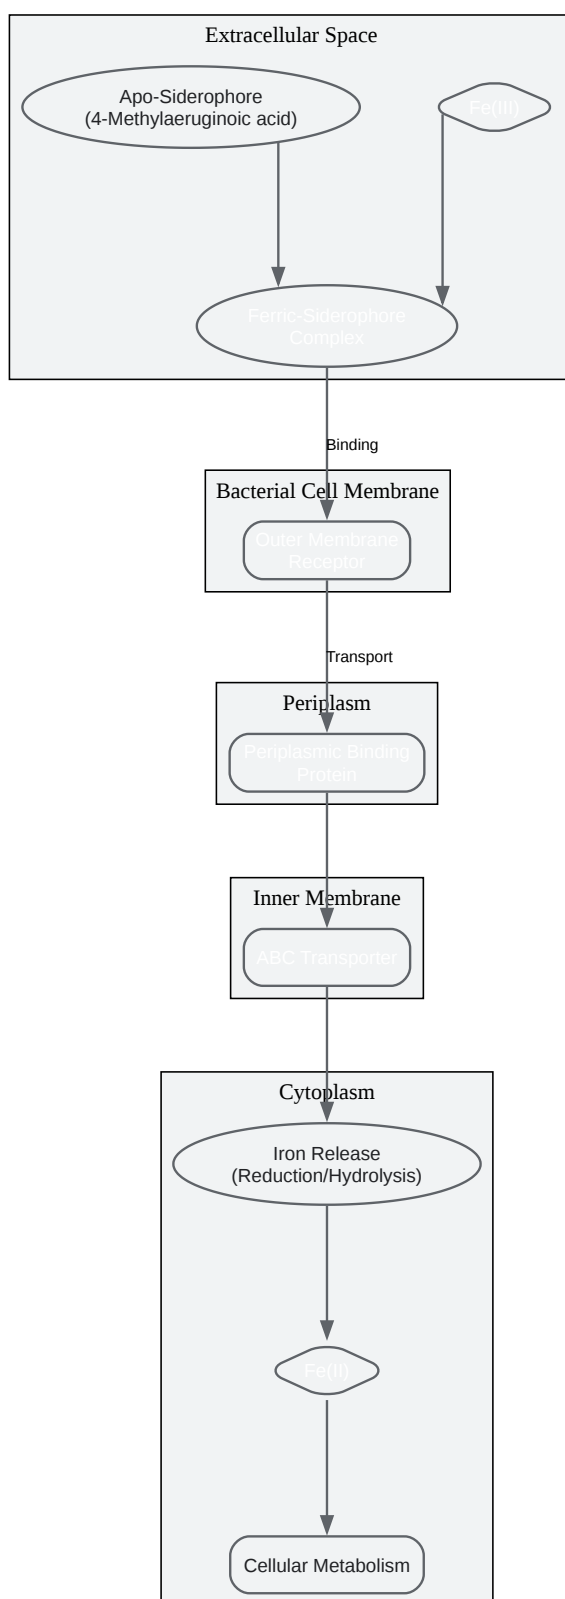 Extracellular Space
Apo-Siderophore
(4-Methylaeruginoic acid)
Fe(III)
Ferric-Siderophore
Complex
Binding
Bacterial Cell Membrane
Outer Membrane
Receptor
Transport
Periplasm
Periplasmic Binding
Protein
Inner Membrane
ABC Transporter
Cytoplasm
Iron Release
(Reduction/Hydrolysis)
Fe(II)
Cellular Metabolism